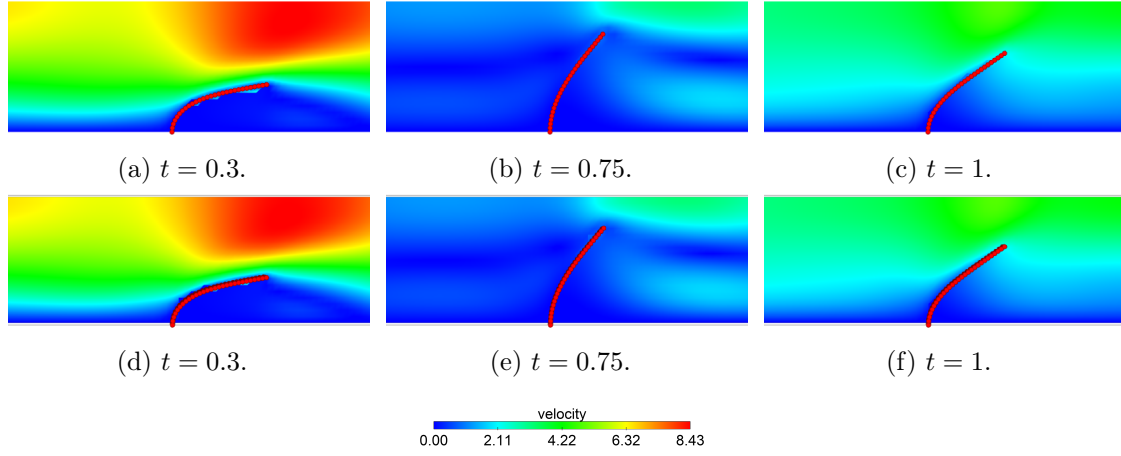 (a) t = 0.3.
(b) t = 0.75.
(c) t = 1.
(d) t = 0.3.
(e) t = 0.75.
(f) t = 1.
velocity
0.00 2.11 4.22 6.32 8.43